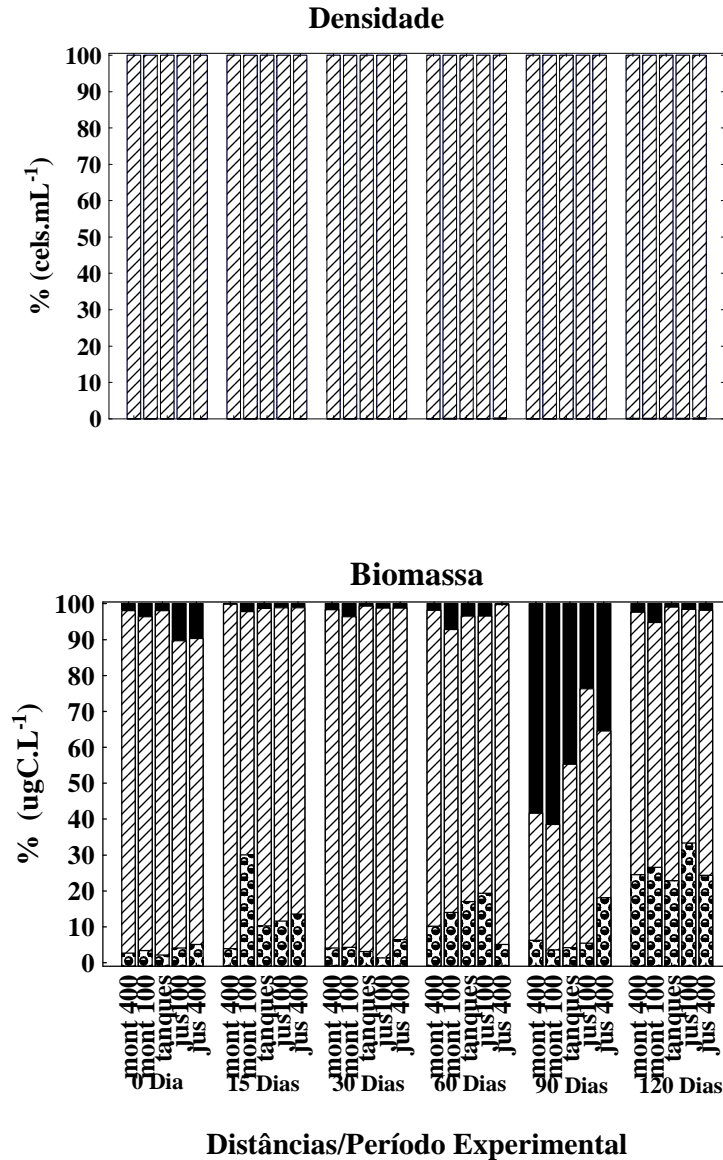 Densidade
% (cels.mL-1)
100
90
80
70
60
50
40
30
20
10
0
Biomassa
% (ugC.L-1)
100
90
80
70
60
50
40
30
20
10
0
mont 400
mont 100
tanques
jus 100
jus 400
mont 400
mont 100
tanques
jus 100
jus 400
mont 400
mont 100
tanques
jus 100
jus 400
mont 400
mont 100
tanques
jus 100
jus 400
mont 400
mont 100
tanques
jus 100
jus 400
mont 400
mont 100
tanques
jus 100
jus 400
0 Dia
15 Dias
30 Dias
60 Dias
90 Dias
120 Dias
Distâncias/Período Experimental